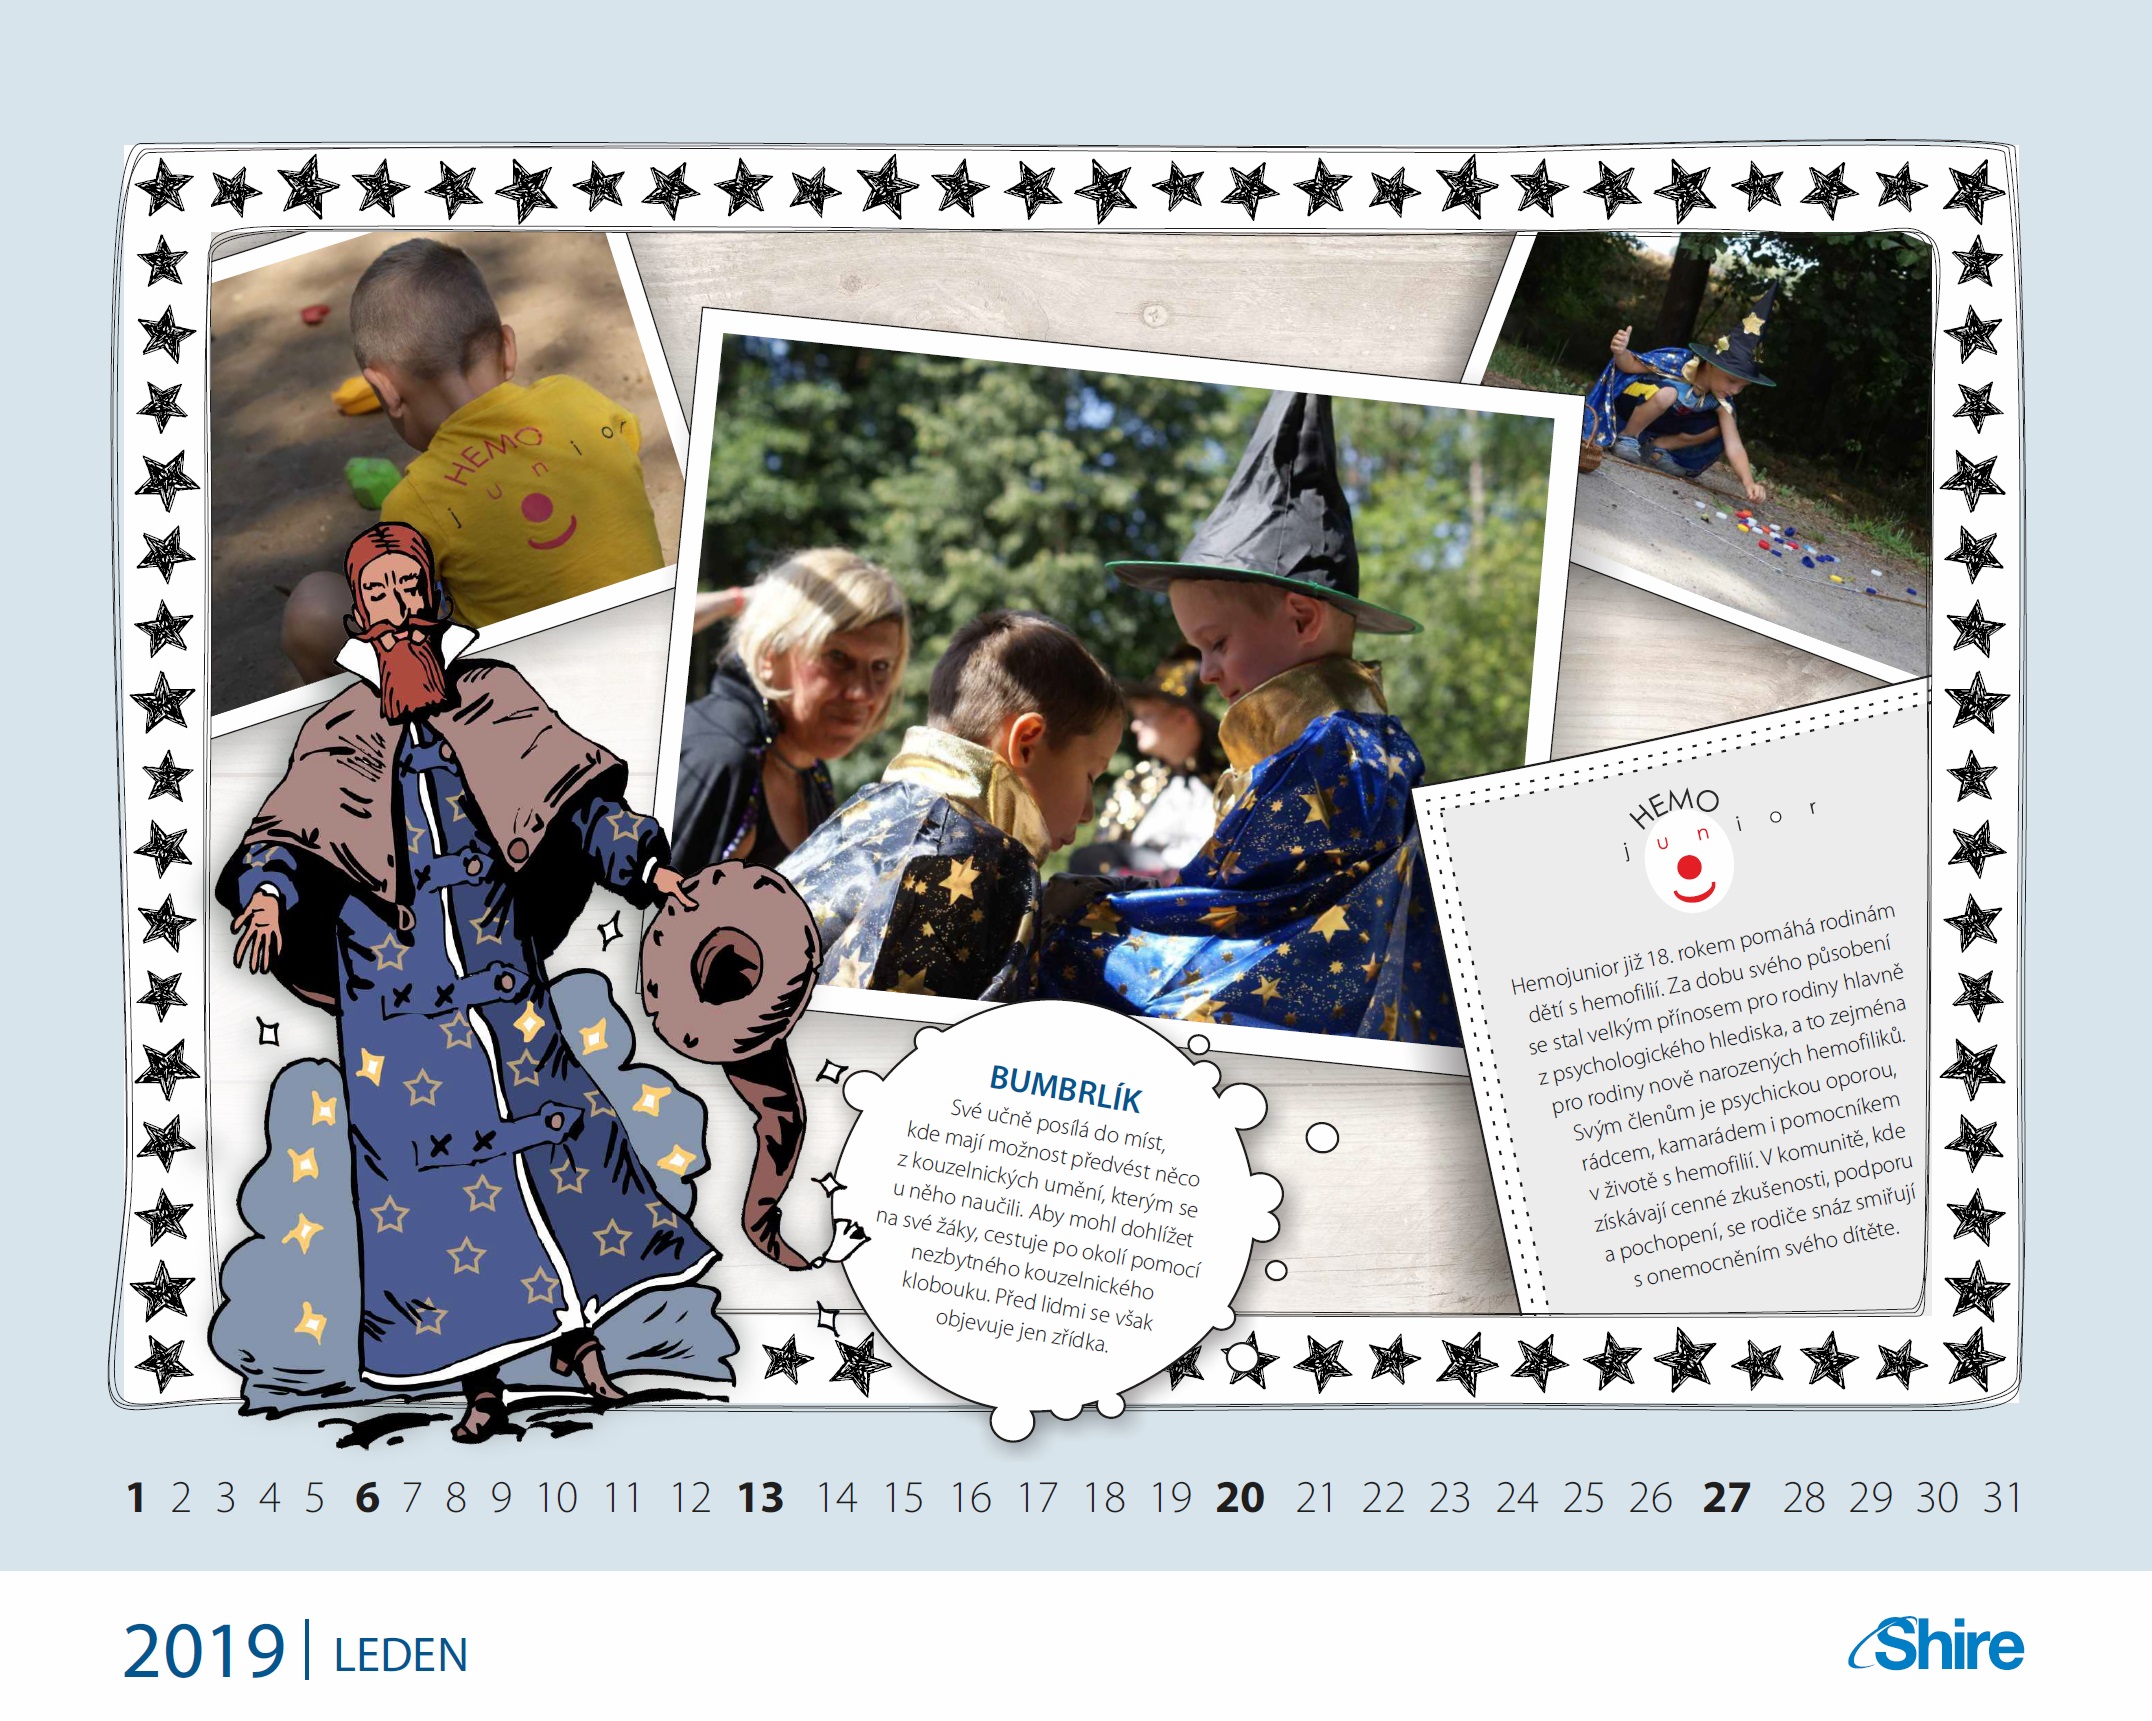 HEMO
junior
HEMO
junior
Hemojunior již 18. rokem pomáhá rodinám
dětí s hemofilií. Za dobu svého působení
se stal velkým přínosem pro rodiny hlavně
z psychologického hlediska, a to zejména
pro rodiny nově narozených hemofiliků.
Svým členům je psychickou oporou,
rádcem, kamarádem i pomocníkem
v životě s hemofilií. V komunitě, kde
získávají cenné zkušenosti, podporu
a pochopení, se rodiče snáz smiřují
s onemocněním svého dítěte.
BUMBRLÍK
Své učně posílá do míst,
kde mají možnost předvést něco
z kouzelnických umění, kterým se
u něho naučili. Aby mohl dohlížet
na své žáky, cestuje po okolí pomocí
nezbytného kouzelnického
klobouku. Před lidmi se však
objevuje jen zřídka.
1 2 3 4 5 6 7 8 9 10 11 12 13 14 15 16 17 18 19 20 21 22 23 24 25 26 27 28 29 30 31
2019 | LEDEN
Shire